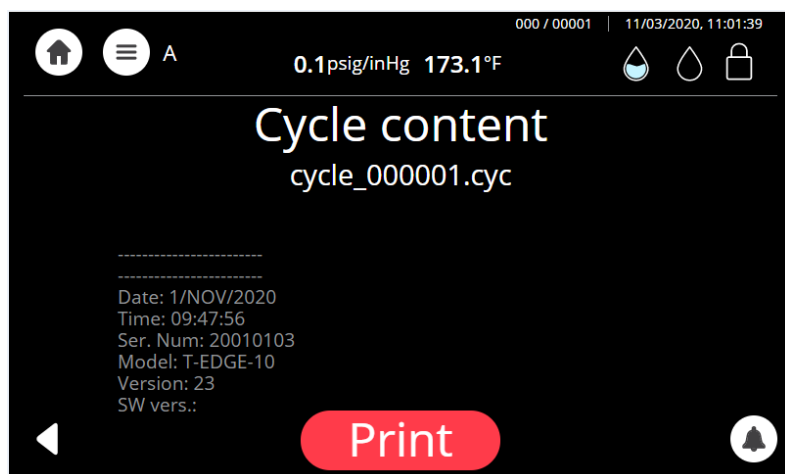 000 / 00001 | 11/03/2020, 11:01:39
A
0.1psig/inHg 173.1°F
Cycle content
cycle_000001.cyc
------------------------
------------------------
Date: 1/NOV/2020
Time: 09:47:56
Ser. Num: 20010103
Model: T-EDGE-10
Version: 23
SW vers.:
Print